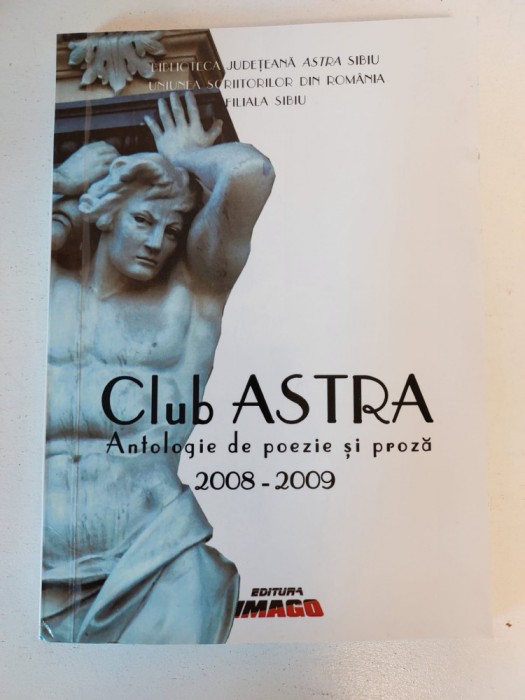 BIBLIOTECA JUDEȚEANĂ ASTRA SIBIU
UNIUNEA SCRIITORILOR DIN ROMÂNIA
FILIALA SIBIU
Club ASTRA
Antologie de poezie și proză
2008 - 2009
EDITURA
IMAGO